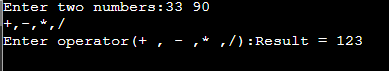 Enter two numbers:33 90
+,-,*,/
Enter operator(+ , - ,* ,/):Result = 123